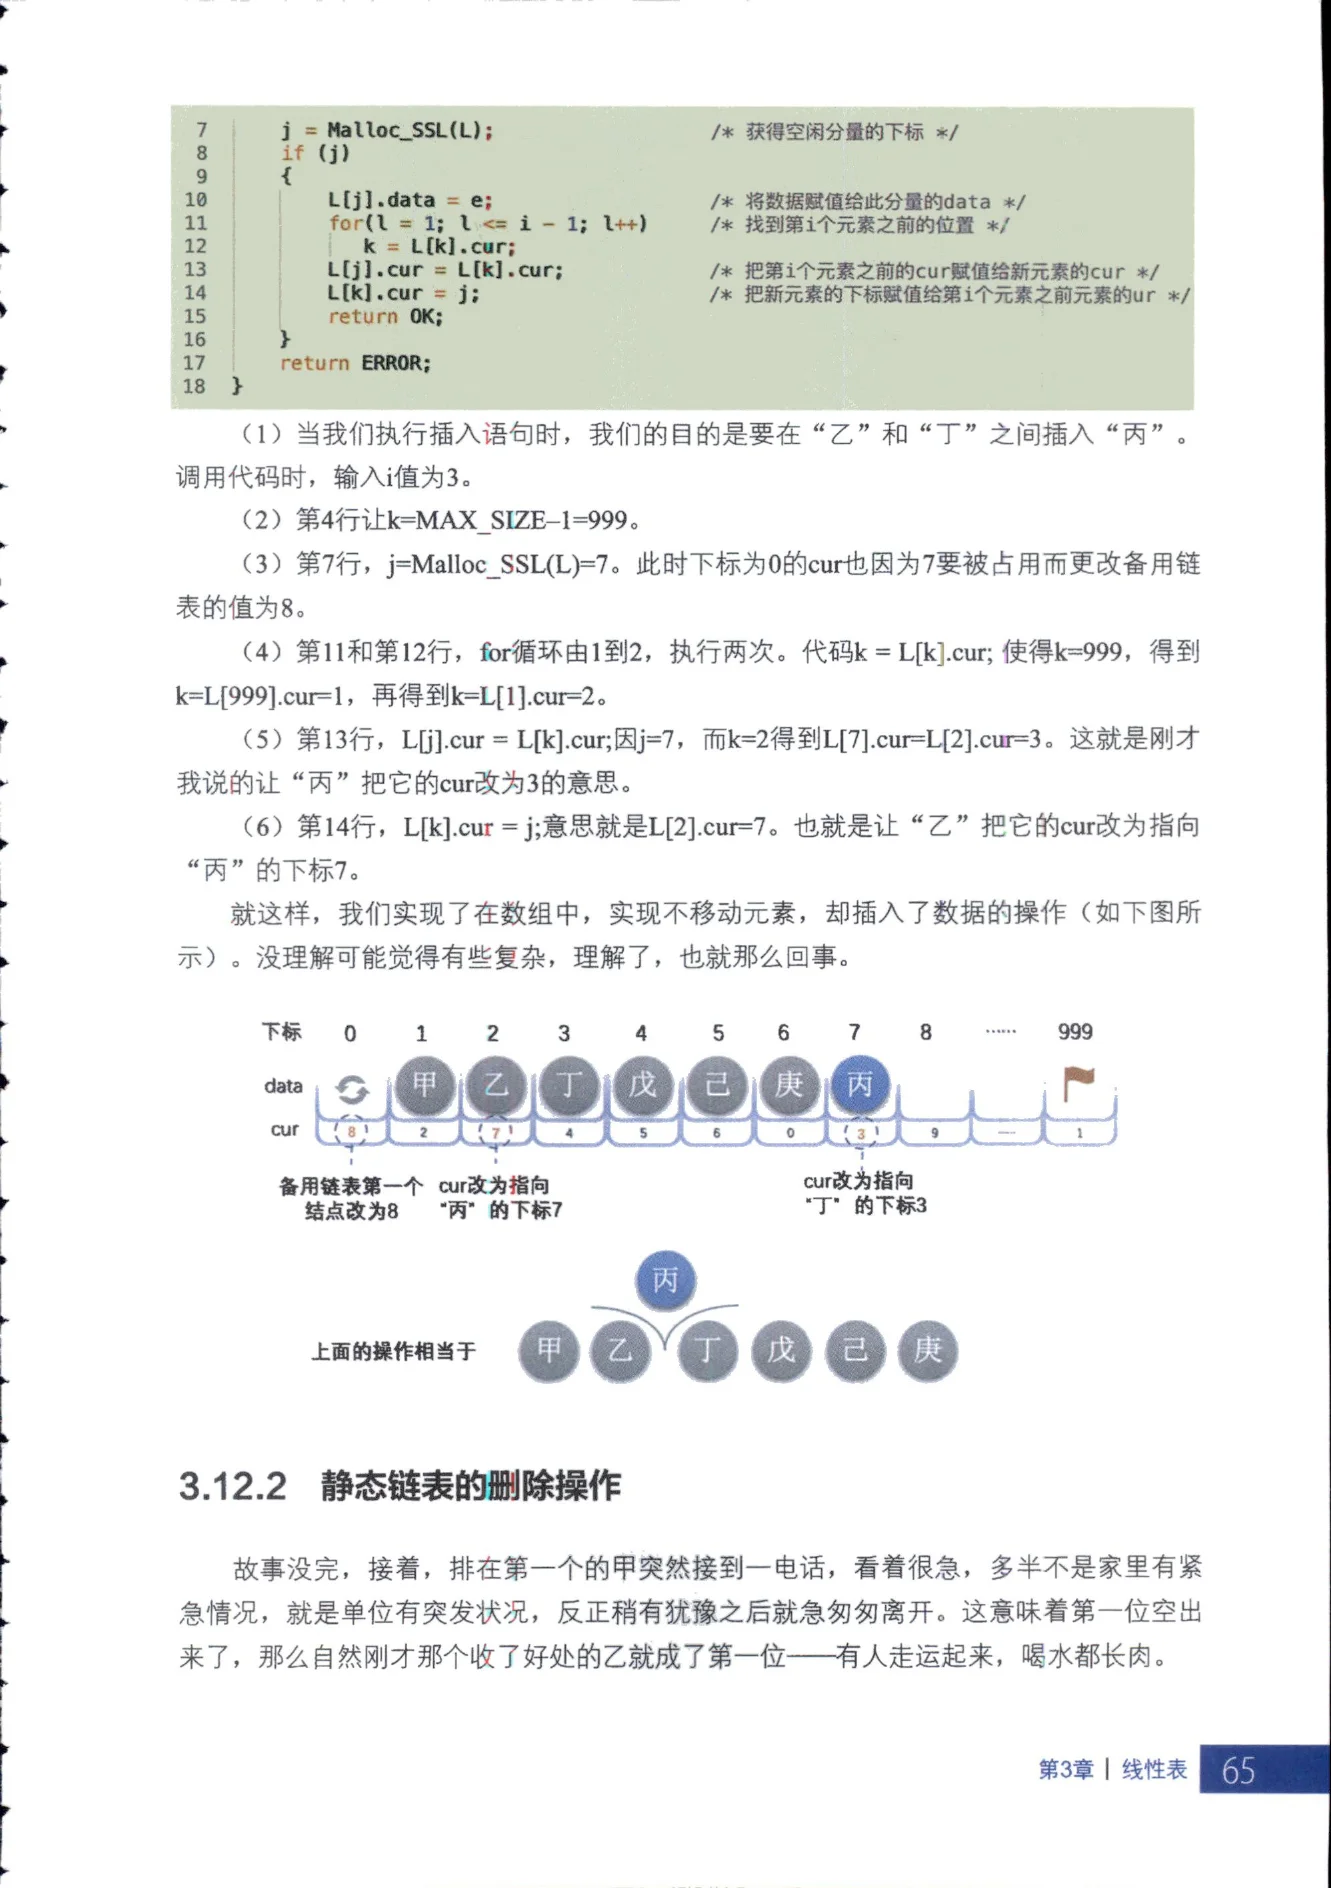 7 j = Malloc_SSL(L); /* 获得空闲分量的下标 */
8 if (j)
9 {
10 L[j].data = e; /* 将数据赋值给此分量的data */
11 for(l = 1; l <= i - 1; l++) /* 找到第i个元素之前的位置 */
12 k = L[k].cur;
13 L[j].cur = L[k].cur; /* 把第i个元素之前的cur赋值给新元素的cur */
14 L[k].cur = j; /* 把新元素的下标赋值给第i个元素之前元素的ur */
15 return OK;
16 }
17 return ERROR;
18 }
（1）当我们执行插入语句时，我们的目的是要在“乙”和“丁”之间插入“丙”。
调用代码时，输入i值为3。
（2）第4行让k=MAX_SIZE–1=999。
（3）第7行，j=Malloc_SSL(L)=7。此时下标为0的cur也因为7要被占用而更改备用链
表的值为8。
（4）第11和第12行，for循环由1到2，执行两次。代码k = L[k].cur; 使得k=999，得到
k=L[999].cur=1，再得到k=L[1].cur=2。
（5）第13行，L[j].cur = L[k].cur;因j=7，而k=2得到L[7].cur=L[2].cur=3。这就是刚才
我说的让“丙”把它的cur改为3的意思。
（6）第14行，L[k].cur = j;意思就是L[2].cur=7。也就是让“乙”把它的cur改为指向
“丙”的下标7。
就这样，我们实现了在数组中，实现不移动元素，却插入了数据的操作（如下图所
示）。没理解可能觉得有些复杂，理解了，也就那么回事。
下标 0 1 2 3 4 5 6 7 8 …… 999
data 甲 乙 丁 戊 己 庚 丙
cur 8 2 7 4 5 6 0 3 9 …… 1
备用链表第一个 cur改为指向 cur改为指向
结点改为8 “丙”的下标7 “丁”的下标3
丙
上面的操作相当于 甲 乙 丁 戊 己 庚
3.12.2 静态链表的删除操作
故事没完，接着，排在第一个的甲突然接到一电话，看着很急，多半不是家里有紧
急情况，就是单位有突发状况，反正稍有犹豫之后就急匆匆离开。这意味着第一位空出
来了，那么自然刚才那个收了好处的乙就成了第一位——有人走运起来，喝水都长肉。
第3章 | 线性表 65